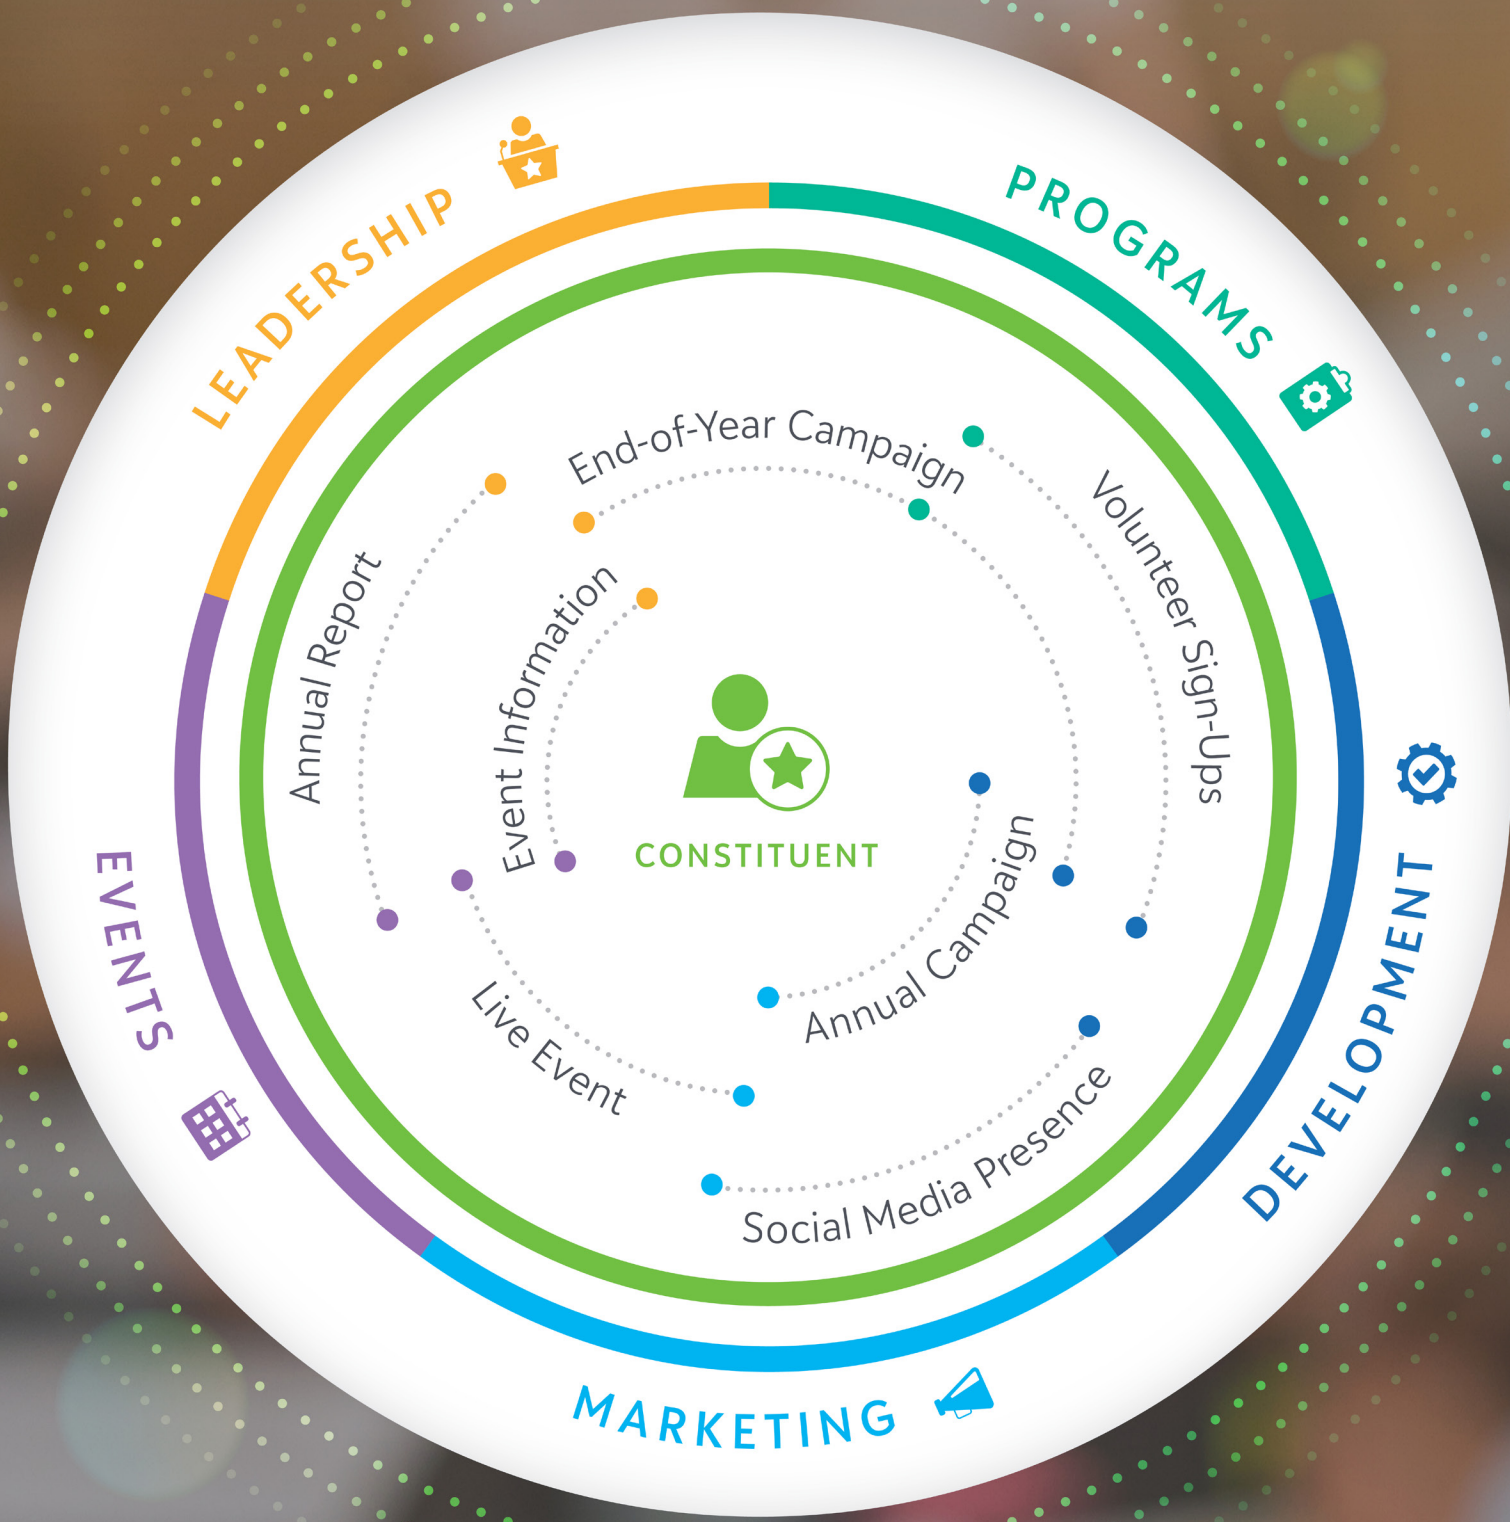 LEADERSHIP
PROGRAMS
End-of-Year Campaign
Volunteer Sign-Ups
Annual Report
Event Information
CONSTITUENT
Annual Campaign
Live Event
Social Media Presence
EVENTS
DEVELOPMENT
MARKETING